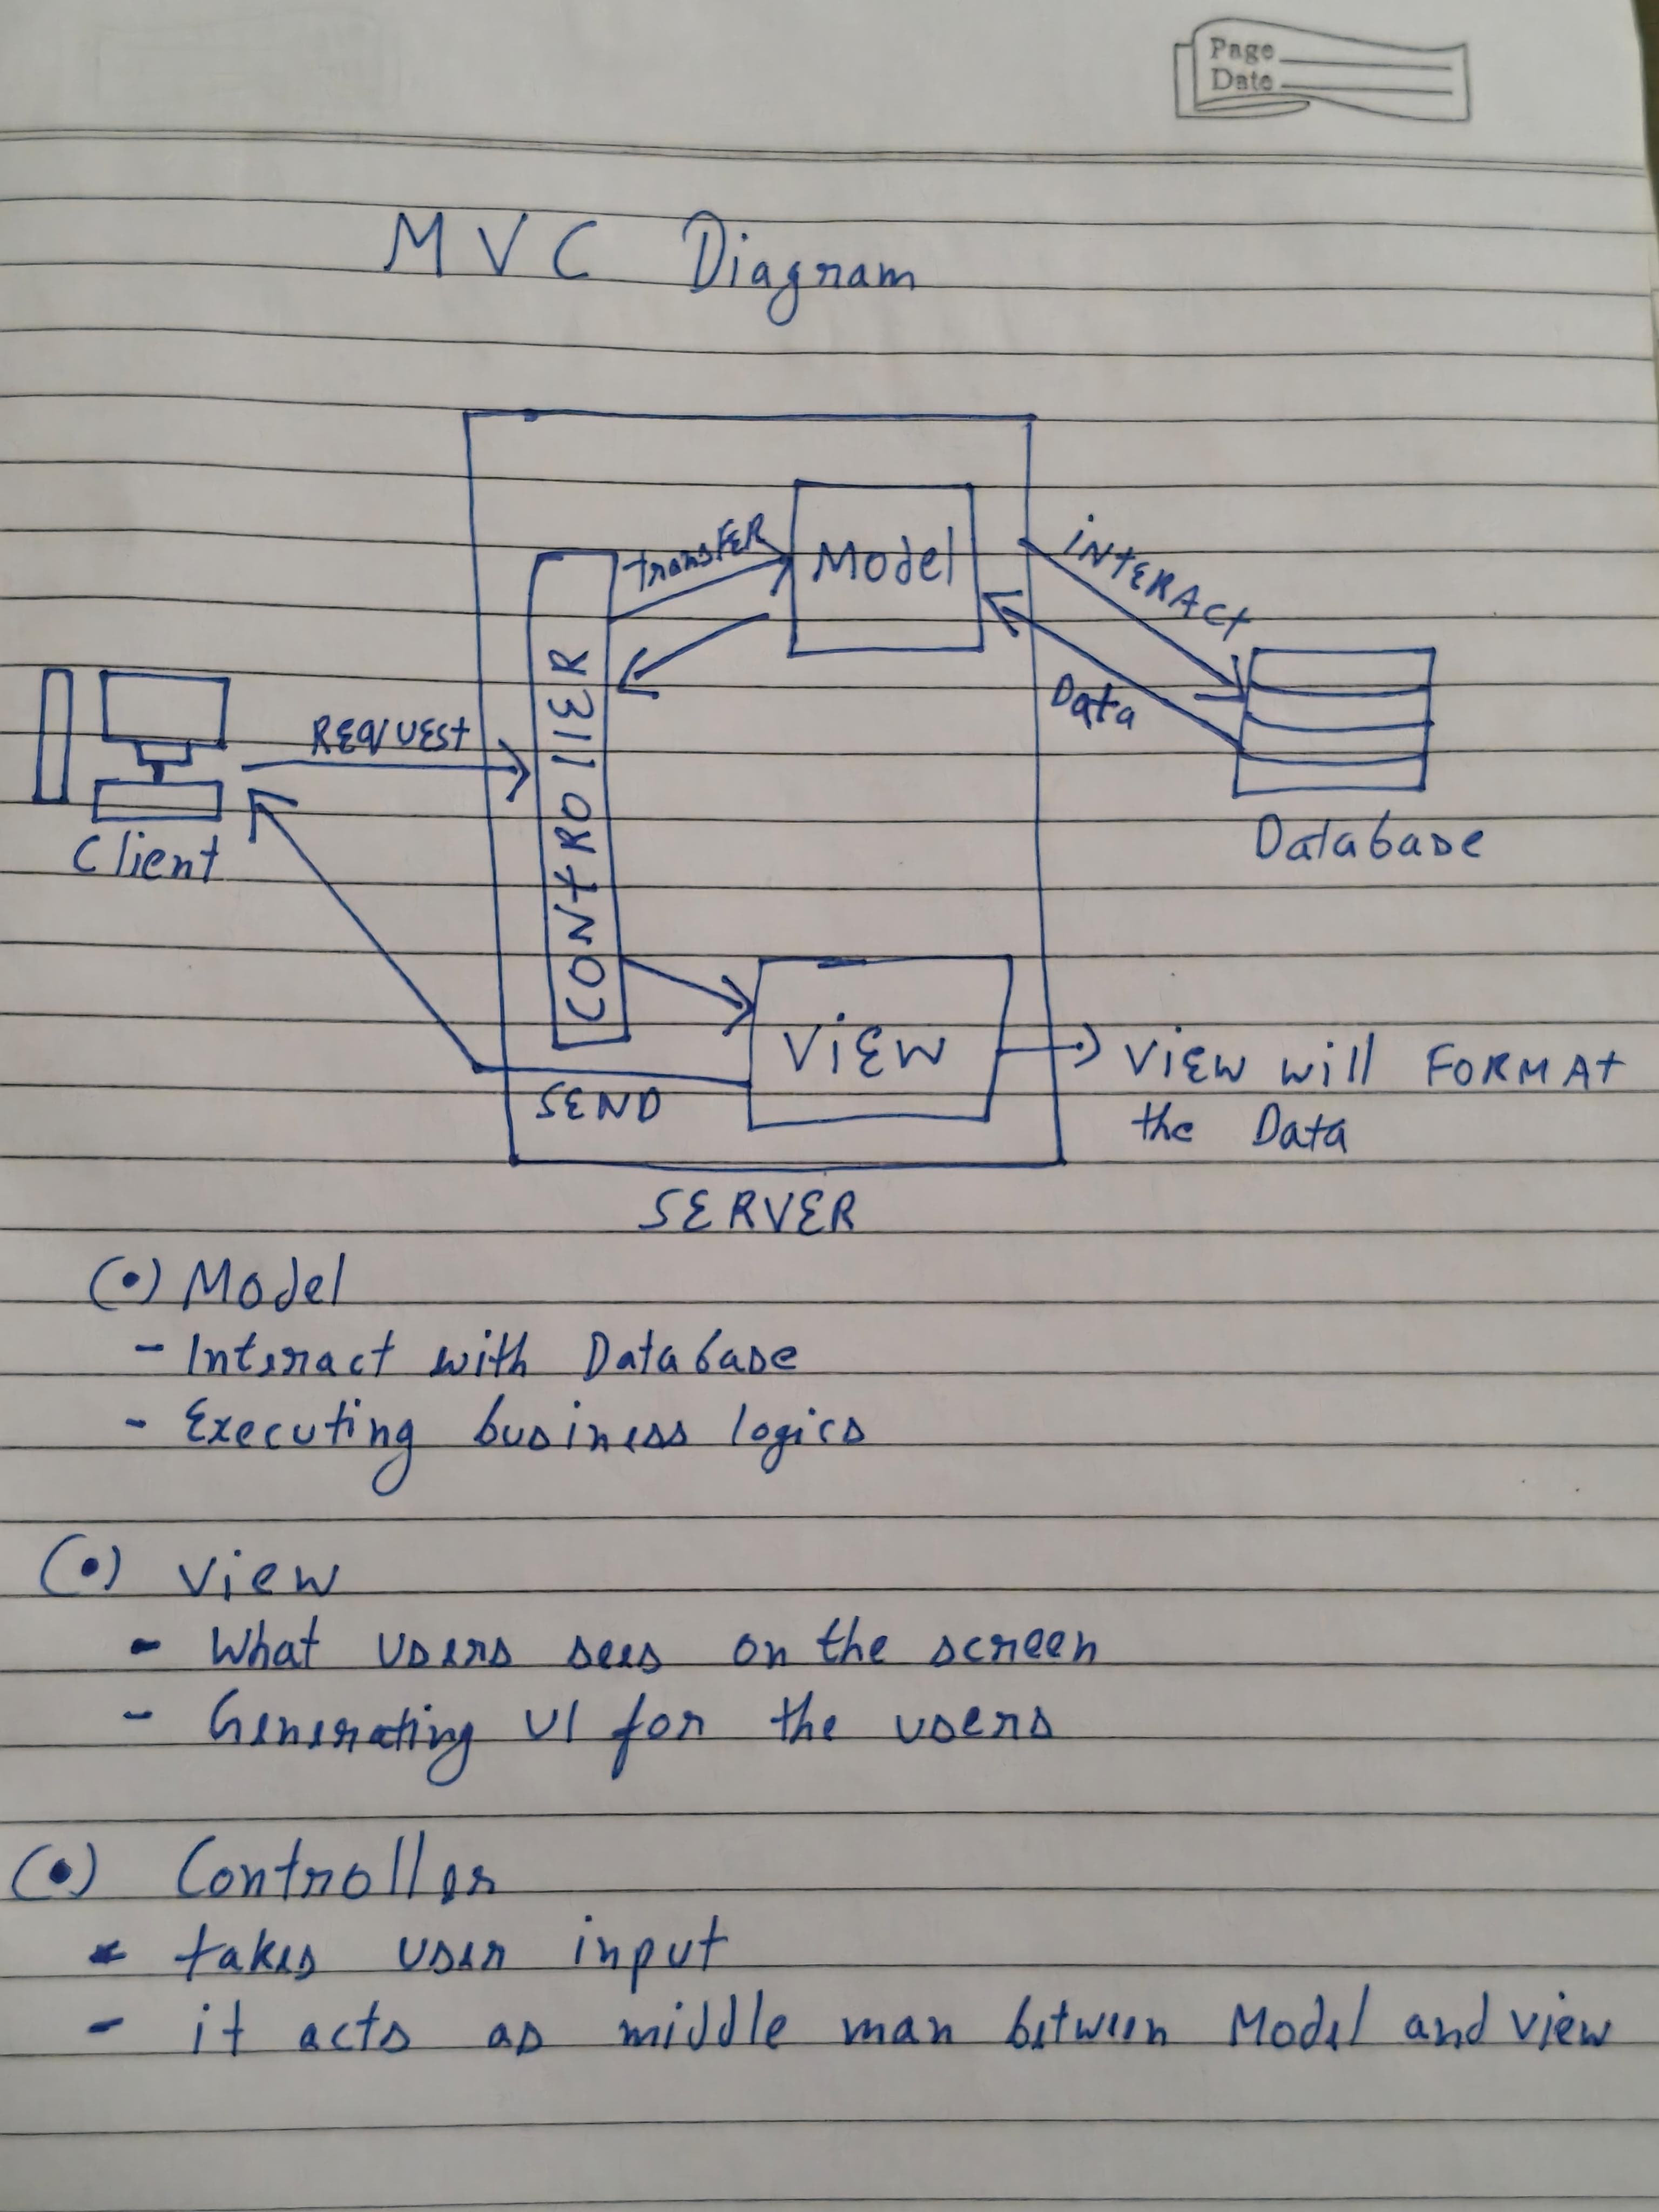 Page
Date
MVC Diagram
transFER
Model
iNtERACt
REQUESt
CONtROllER
Data
Client
Database
ViEW
ViEW will FORMAt
the Data
SEND
SERVER
(•) Model
- Interact with Database
- Executing business logics
(•) View
- What users sees on the screen
- Generating UI for the users
(•) Controller
- takes user input
- it acts as middle man between Model and view